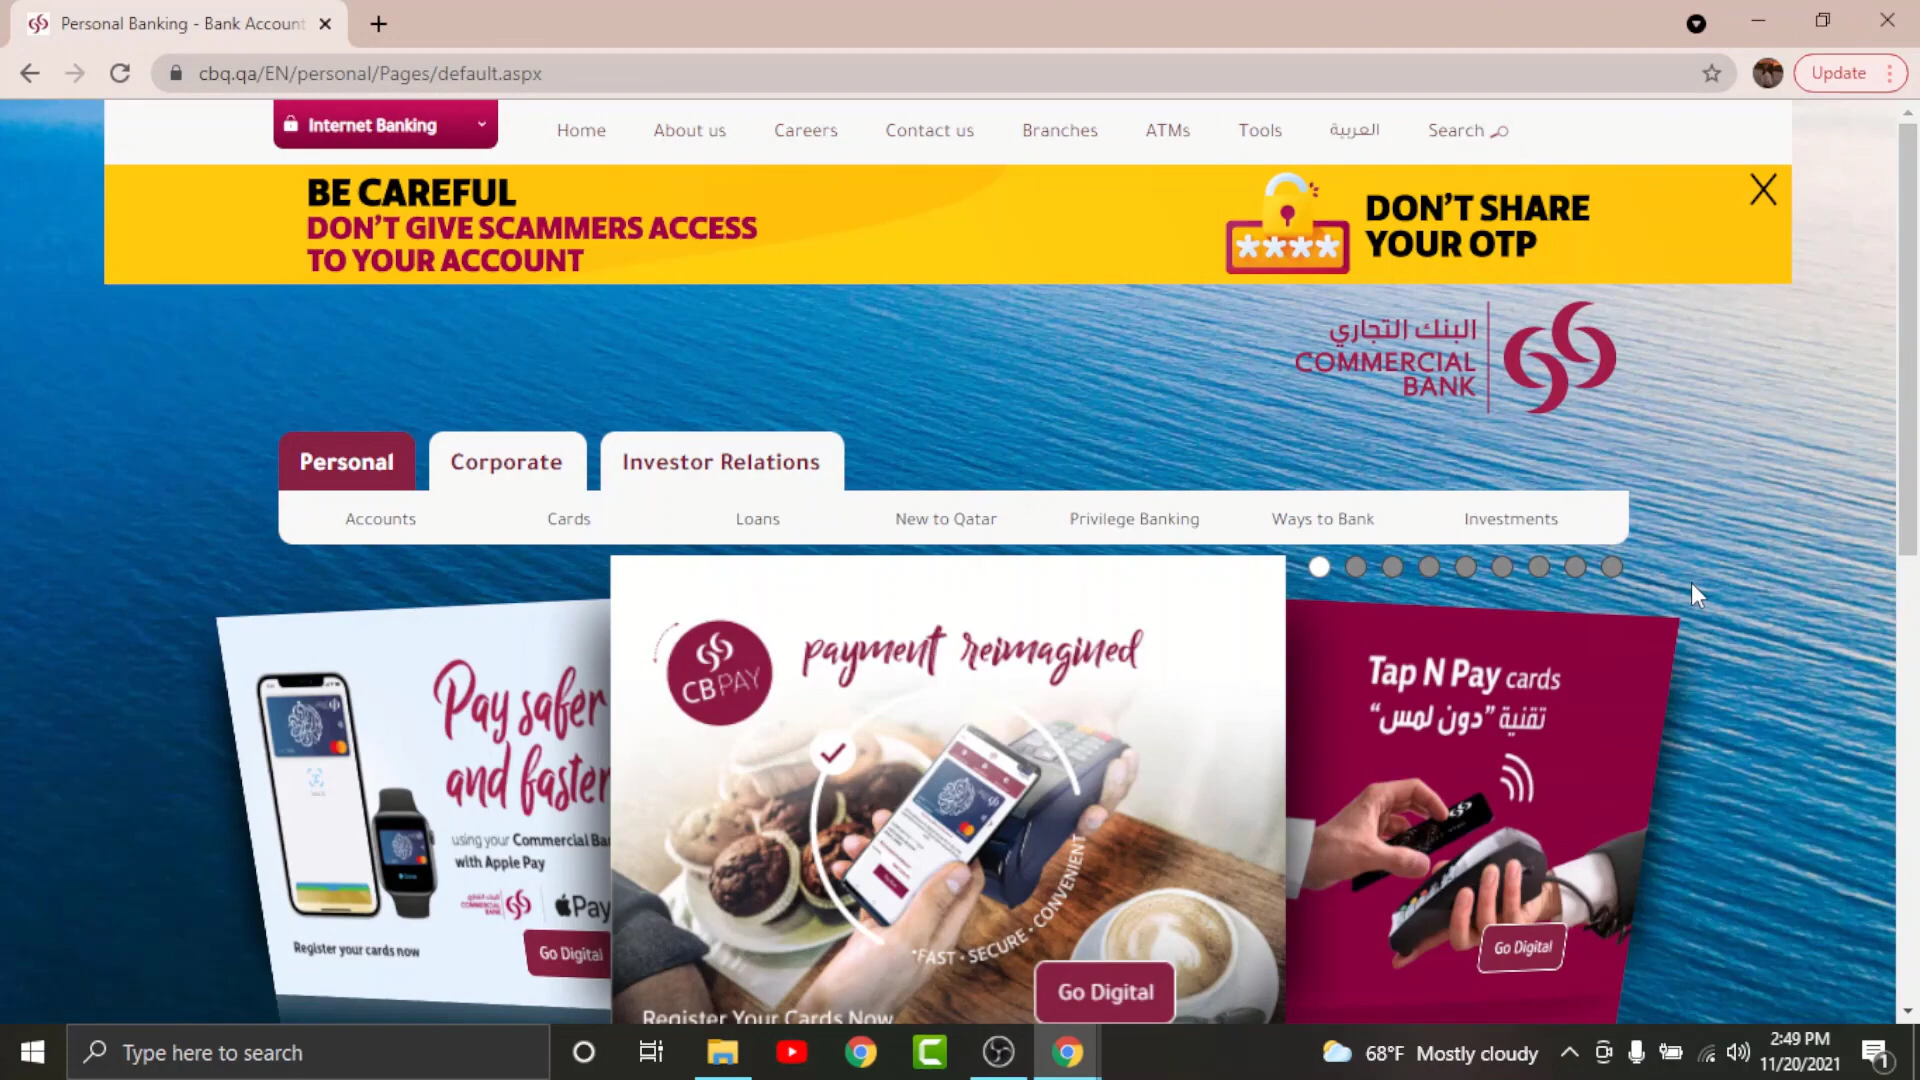 Personal Banking - Bank Account
cbq.qa/EN/personal/Pages/default.aspx
Update
Internet Banking
Home
About us
Careers
Contact us
Branches
ATMs
Tools
العربية
Search
BE CAREFUL
DON'T GIVE SCAMMERS ACCESS
TO YOUR ACCOUNT
****
DON'T SHARE
YOUR OTP
البنك التجاري
COMMERCIAL
BANK
Personal
Corporate
Investor Relations
Accounts
Cards
Loans
New to Qatar
Privilege Banking
Ways to Bank
Investments
Pay safer
and faster
using your Commercial Ba
with Apple Pay
البنك التجاري
COMMERCIAL
BANK
Pay
Register your cards now
Go Digital
CB PAY
payment reimagined
*FAST • SECURE • CONVENIENT
Go Digital
Register Your Cards Now
Tap N Pay cards
تقنية "دون لمس"
Go Digital
Type here to search
68°F Mostly cloudy
2:49 PM
11/20/2021
1